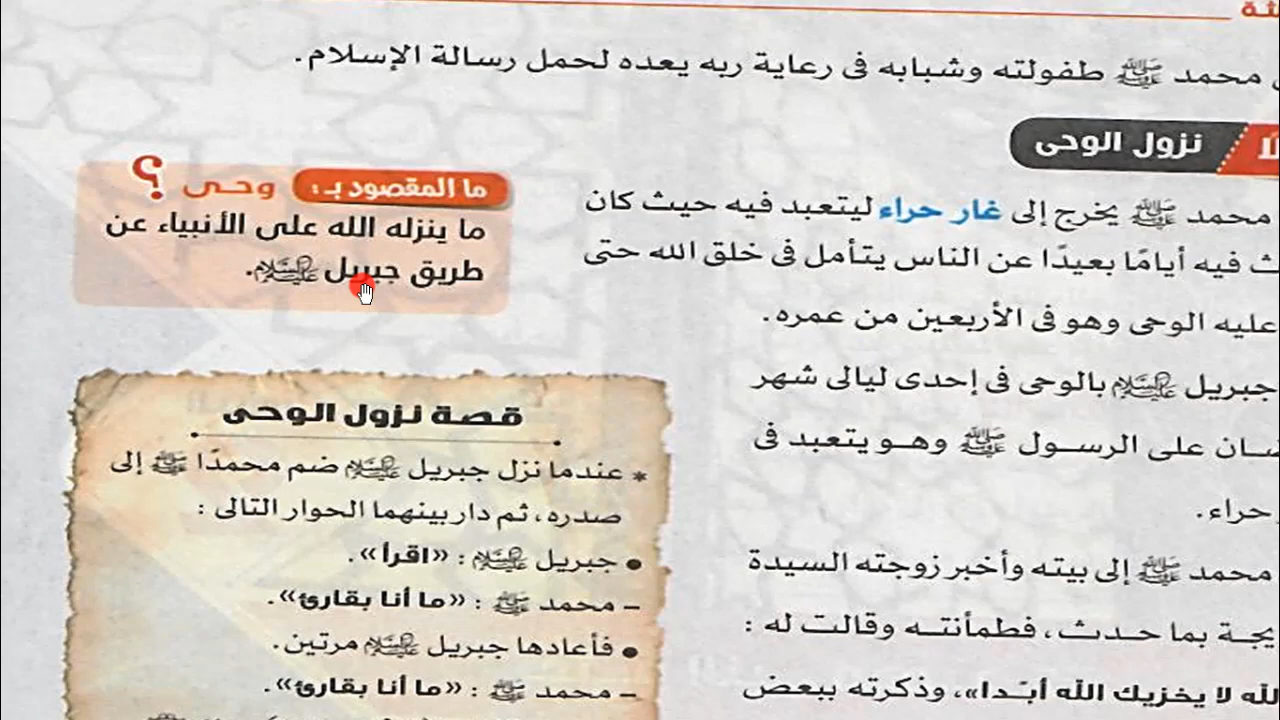 محمد ﷺ طفولته وشبابه فى رعاية ربه يعده لحمل رسالة الإسلام.
نزول الوحى
محمد ﷺ يخرج إلى غار حراء ليتعبد فيه حيث كان
فيه أيامًا بعيدًا عن الناس يتأمل فى خلق الله حتى
عليه الوحى وهو فى الأربعين من عمره.
جبريل عليه السلام بالوحى فى إحدى ليالى شهر
على الرسول ﷺ وهو يتعبد فى
حراء.
محمد ﷺ إلى بيته وأخبر زوجته السيدة
بما حدث، فطمأنته وقالت له :
لا يخزيك الله أبدا»، وذكرته ببعض
ما المقصود بـ : وحى ؟
ما ينزله الله على الأنبياء عن
طريق جبريل عليه السلام.
قصة نزول الوحى
* عندما نزل جبريل عليه السلام ضم محمدًا ﷺ إلى
صدره، ثم دار بينهما الحوار التالى :
• جبريل عليه السلام : «اقرأ».
– محمد ﷺ : «ما أنا بقارئ».
• فأعادها جبريل عليه السلام مرتين.
– محمد ﷺ : «ما أنا بقارئ».